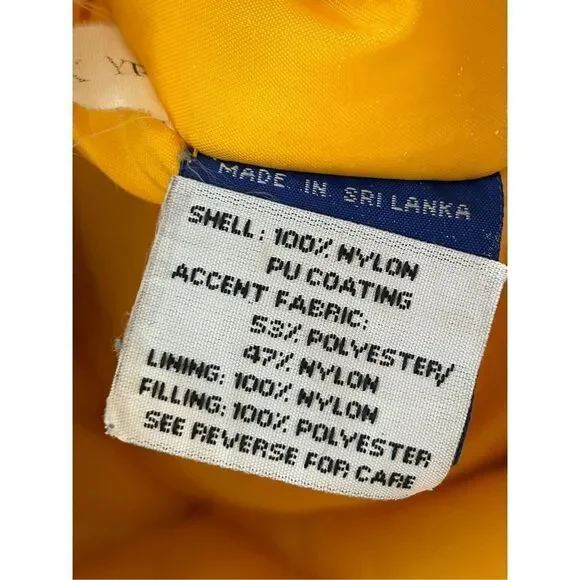 MADE IN SRI LANKA
SHELL: 100% NYLON
PU COATING
ACCENT FABRIC:
53% POLYESTER/
47% NYLON
LINING: 100% NYLON
FILLING: 100% POLYESTER
SEE REVERSE FOR CARE